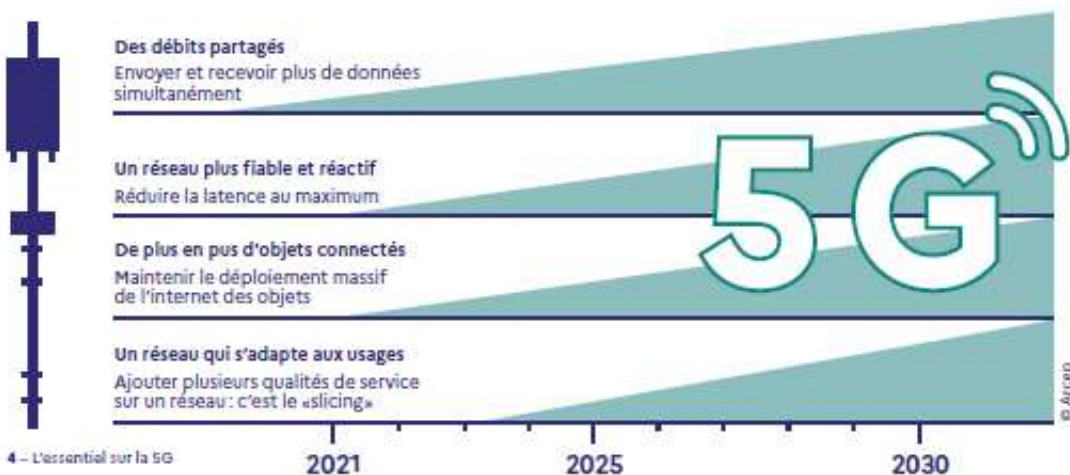 Des débits partagés
Envoyer et recevoir plus de données
simultanément
Un réseau plus fiable et réactif
Réduire la latence au maximum
De plus en pus d'objets connectés
Maintenir le déploiement massif
de l'internet des objets
Un réseau qui s'adapte aux usages
Ajouter plusieurs qualités de service
sur un réseau : c'est le «slicing»
5G
© Arcep
2021
2025
2030
4 – L'essentiel sur la 5G